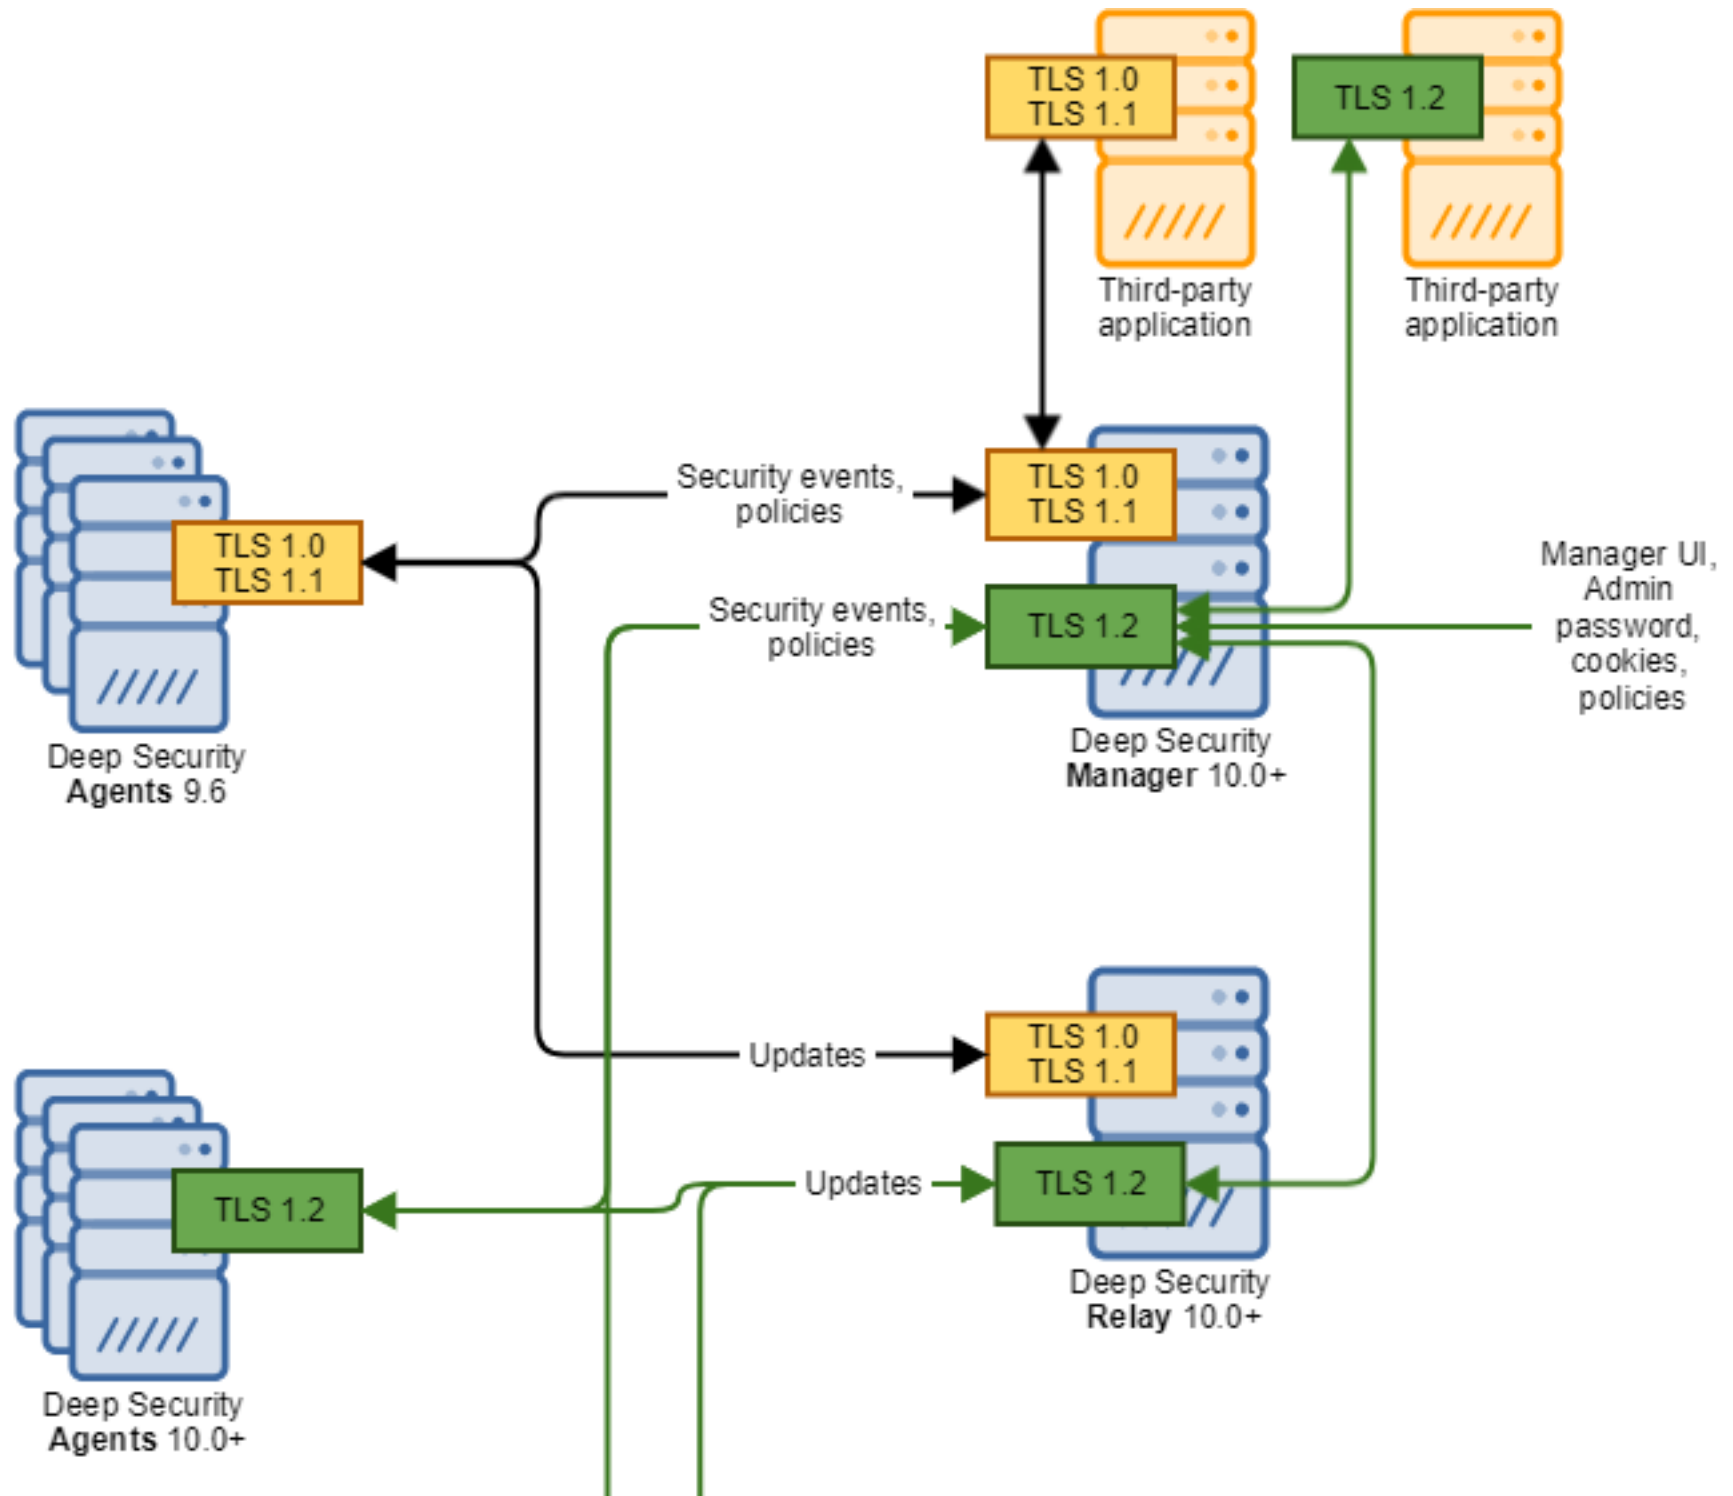 TLS 1.0
TLS 1.1
TLS 1.2
Third-party
application
Third-party
application
Security events,
policies
TLS 1.0
TLS 1.1
TLS 1.0
TLS 1.1
Security events,
policies
TLS 1.2
Manager UI,
Admin
password,
cookies,
policies
Deep Security
Manager 10.0+
Deep Security
Agents 9.6
Updates
TLS 1.0
TLS 1.1
TLS 1.2
Updates
TLS 1.2
Deep Security
Relay 10.0+
Deep Security
Agents 10.0+